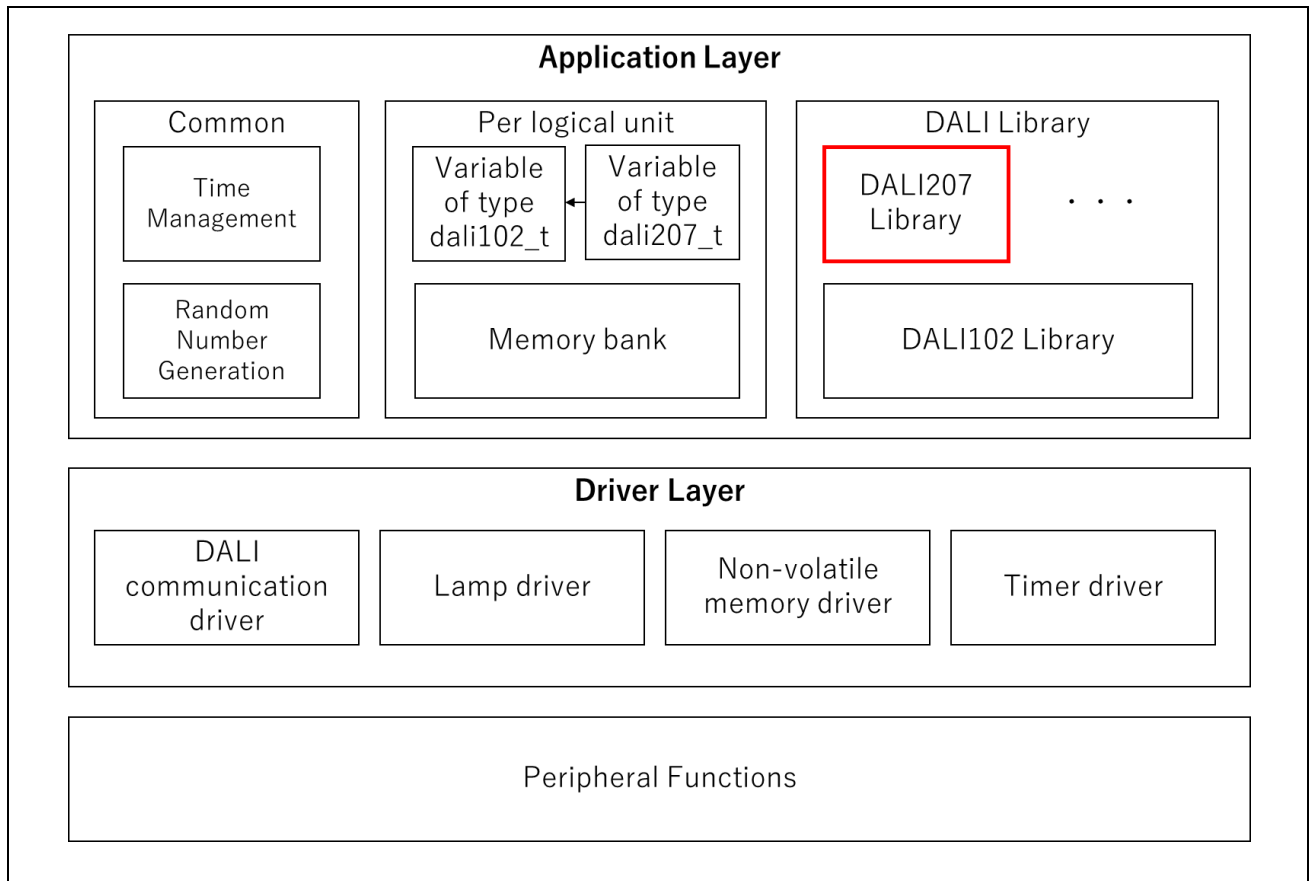 Application Layer
Common
Time
Management
Random
Number
Generation
Per logical unit
Variable
of type
dali102_t
Variable
of type
dali207_t
Memory bank
DALI Library
DALI207
Library
・・・
DALI102 Library
Driver Layer
DALI
communication
driver
Lamp driver
Non-volatile
memory driver
Timer driver
Peripheral Functions